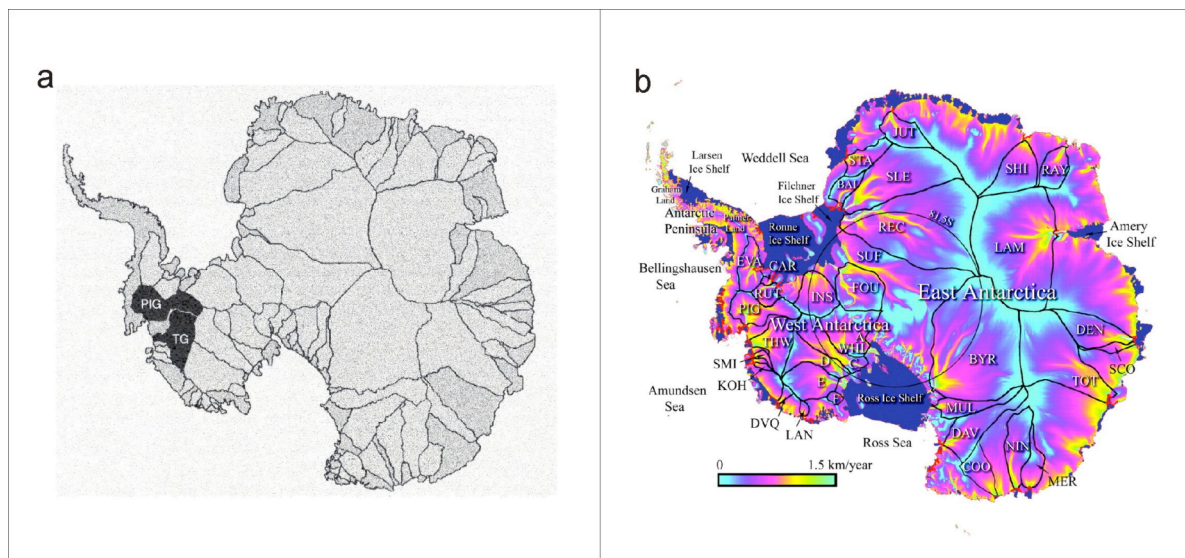 a
PIG
TG
b
JUT
Weddell Sea
Larsen
Ice Shelf
STA
SHI
RAY
BAI
SLE
Graham
Land
Filchner
Ice Shelf
Antarctic
Peninsula
Palmer
Land
81.5S
Ronne
Ice Shelf
REC
LAM
Amery
Ice Shelf
EVA
CAR
SUF
Bellingshausen
Sea
RUT
INS
FOU
East Antarctica
PIG
West Antarctica
THW
WHI
A
DEN
SMI
D
C
BYR
SCO
KOH
E
TOT
Amundsen
Sea
F
Ross Ice Shelf
MUL
DVQ
LAN
Ross Sea
DAV
NIN
COO
0
1.5 km/year
MER